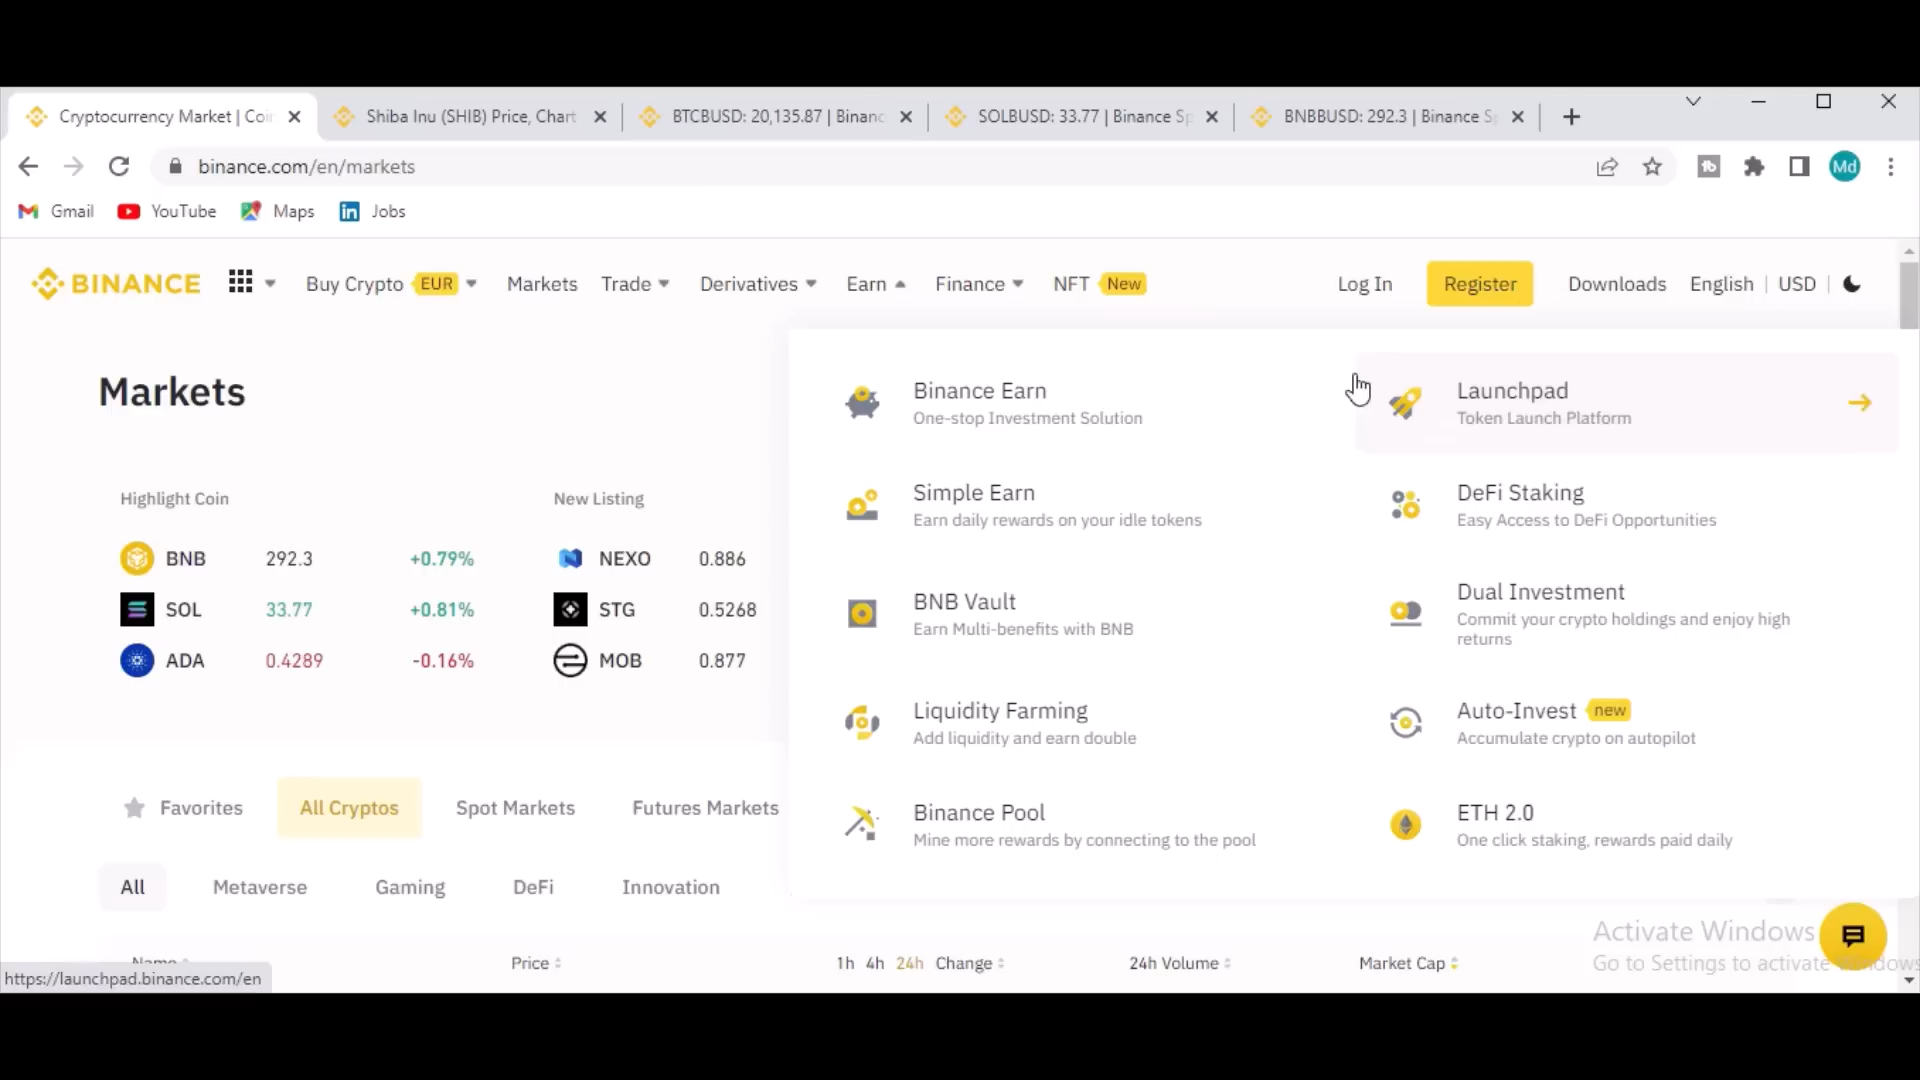 Cryptocurrency Market | Coi
Shiba Inu (SHIB) Price, Chart
BTCBUSD: 20,135.87 | Binanc
SOLBUSD: 33.77 | Binance Sp
BNBBUSD: 292.3 | Binance S
binance.com/en/markets
Md
Gmail
YouTube
Maps
Jobs
BINANCE
Buy Crypto EUR
Markets
Trade
Derivatives
Earn
Finance
NFT New
Log In
Register
Downloads
English | USD |
Markets
Binance Earn
One-stop Investment Solution
Launchpad
Token Launch Platform
Simple Earn
Earn daily rewards on your idle tokens
DeFi Staking
Easy Access to DeFi Opportunities
BNB Vault
Earn Multi-benefits with BNB
Dual Investment
Commit your crypto holdings and enjoy high
returns
Liquidity Farming
Add liquidity and earn double
Auto-Invest new
Accumulate crypto on autopilot
Binance Pool
Mine more rewards by connecting to the pool
ETH 2.0
One click staking, rewards paid daily
Highlight Coin
BNB 292.3 +0.79%
SOL 33.77 +0.81%
ADA 0.4289 -0.16%
New Listing
NEXO 0.886
STG 0.5268
MOB 0.877
Favorites
All Cryptos
Spot Markets
Futures Markets
All
Metaverse
Gaming
DeFi
Innovation
Name
Price
1h 4h 24h Change
24h Volume
Market Cap
Activate Windows
Go to Settings to activate Windows
https://launchpad.binance.com/en